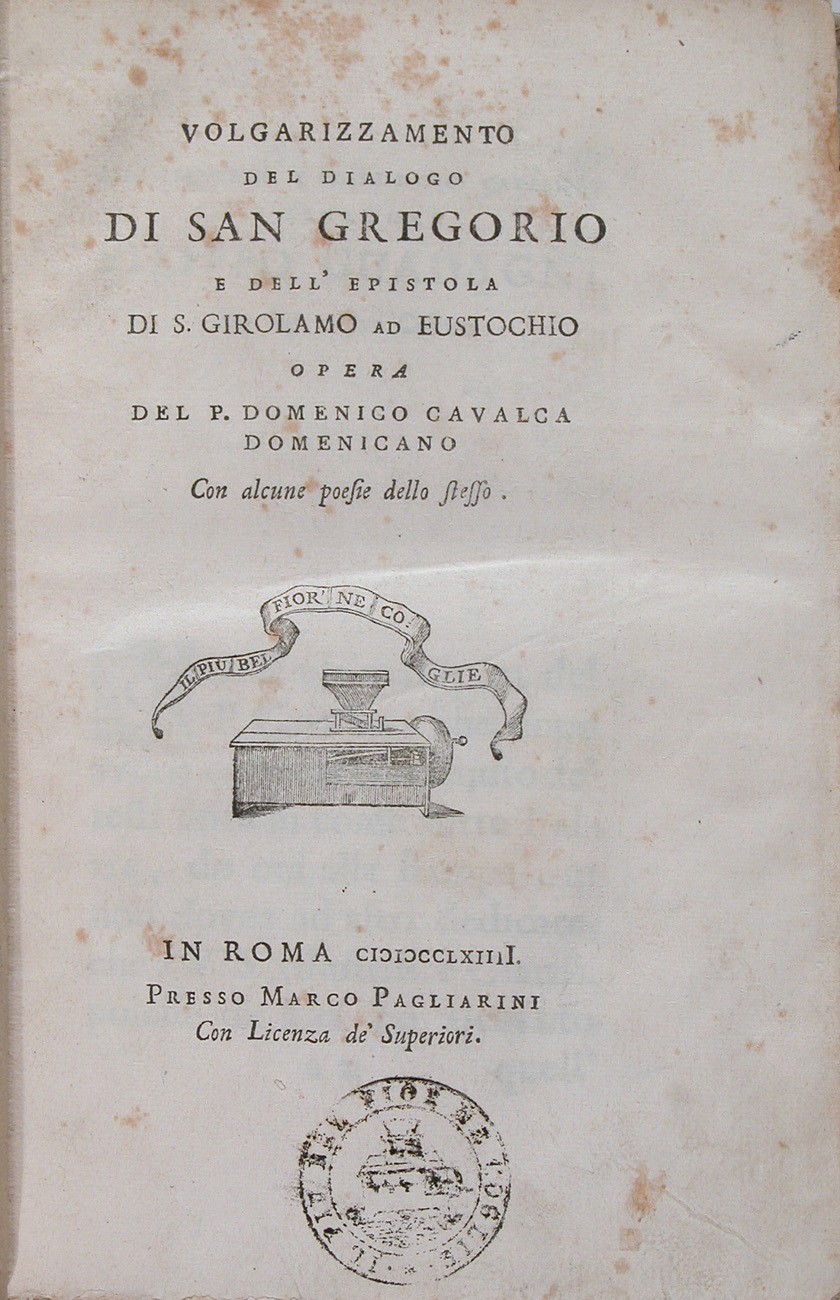 VOLGARIZZAMENTO
DEL DIALOGO
DI SAN GREGORIO
E DELL' EPISTOLA
DI S. GIROLAMO AD EUSTOCHIO
OPERA
DEL P. DOMENICO CAVALCA
DOMENICANO
Con alcune poeſie dello ſteſſo .
IL PIU BEL FIOR' NE CO: GLIE
IN ROMA CIƆIƆCCLXIIII.
PRESSO MARCO PAGLIARINI
Con Licenza de' Superiori.
IL PIU BEL FIOR NE COGLIE